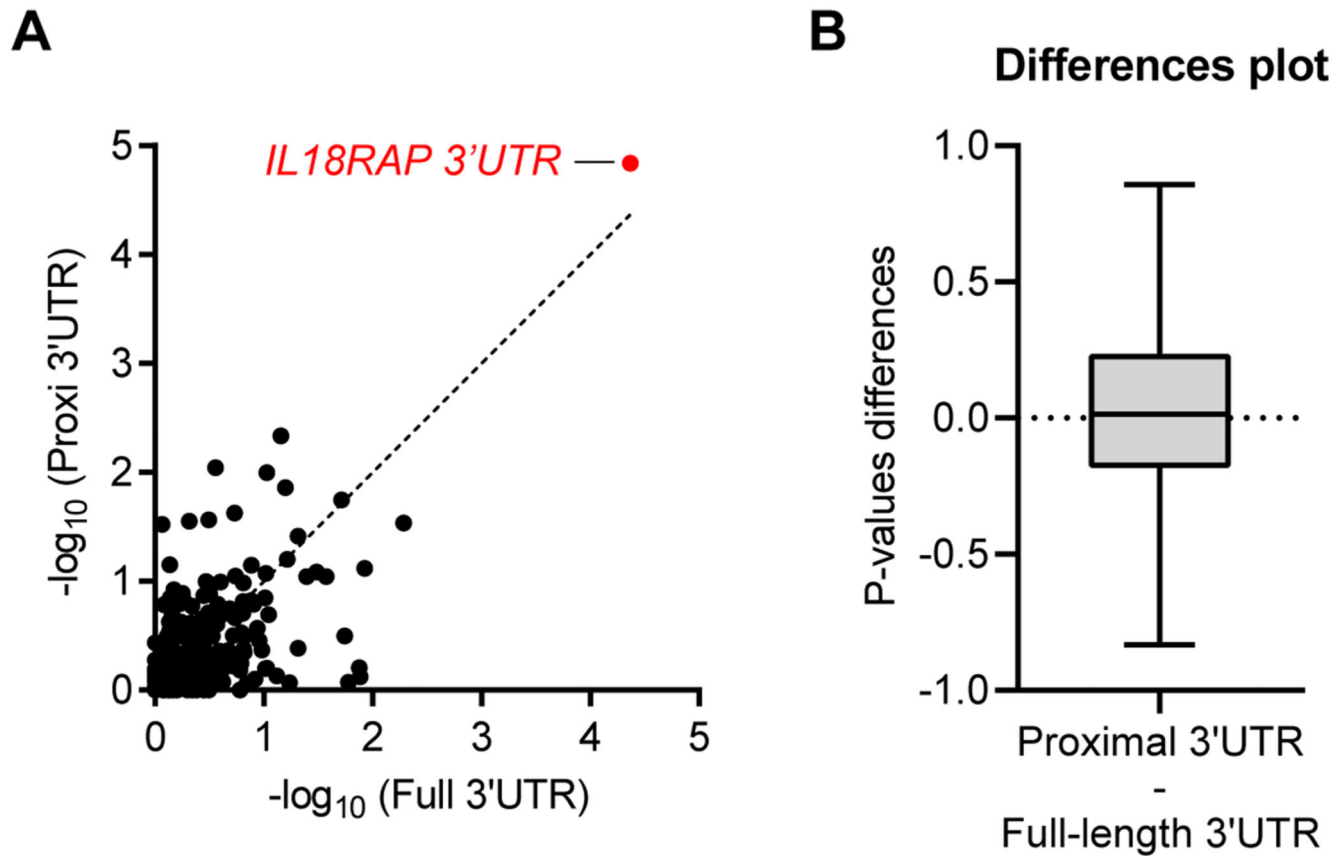 A
5
4
3
2
1
0
-log10 (Proxi 3'UTR)
IL18RAP 3’UTR
0 1 2 3 4 5
-log10 (Full 3'UTR)
B
Differences plot
1.0
0.5
0.0
-0.5
-1.0
P-values differences
Proximal 3'UTR
-
Full-length 3'UTR